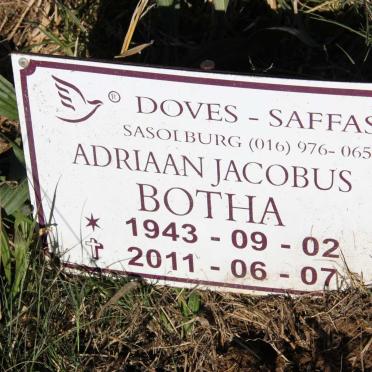 ® DOVES - SAFFAS
SASOLBURG (016) 976- 065
ADRIAAN JACOBUS
BOTHA
1943 - 09 - 02
2011 - 06 - 07